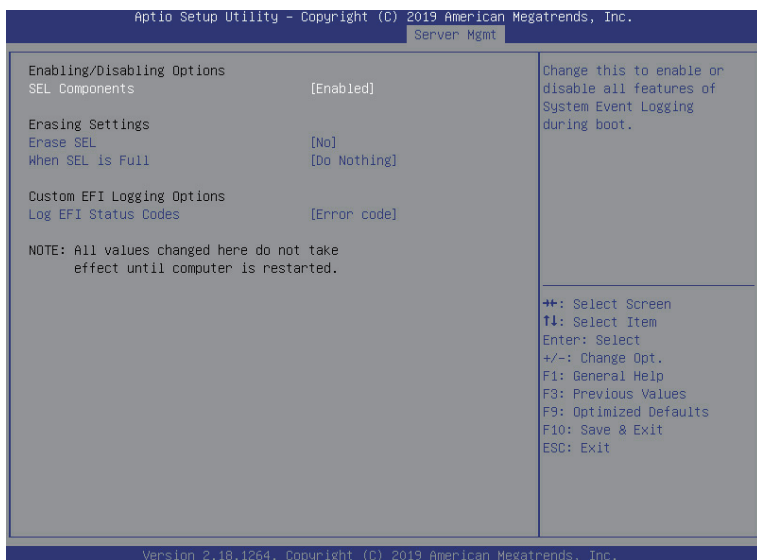 Aptio Setup Utility – Copyright (C) 2019 American Megatrends, Inc.
Server Mgmt
Enabling/Disabling Options
SEL Components [Enabled]
Erasing Settings
Erase SEL [No]
When SEL is Full [Do Nothing]
Custom EFI Logging Options
Log EFI Status Codes [Error code]
NOTE: All values changed here do not take
effect until computer is restarted.
Change this to enable or
disable all features of
System Event Logging
during boot.
→←: Select Screen
↑↓: Select Item
Enter: Select
+/-: Change Opt.
F1: General Help
F3: Previous Values
F9: Optimized Defaults
F10: Save & Exit
ESC: Exit
Version 2.18.1264. Copyright (C) 2019 American Megatrends, Inc.